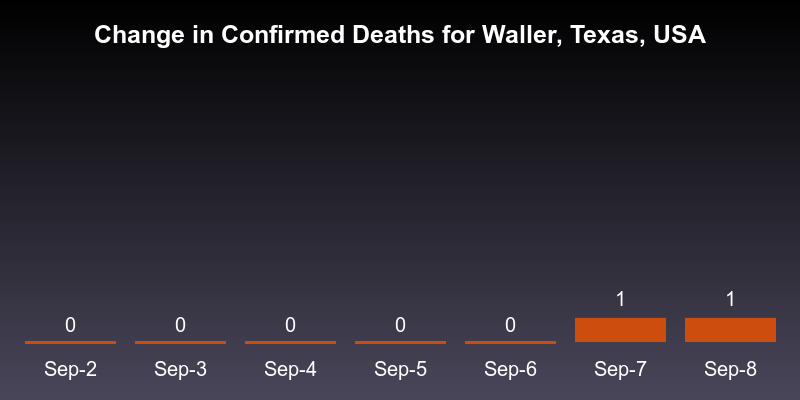 Change in Confirmed Deaths for Waller, Texas, USA
0 0 0 0 0 1 1
Sep-2 Sep-3 Sep-4 Sep-5 Sep-6 Sep-7 Sep-8